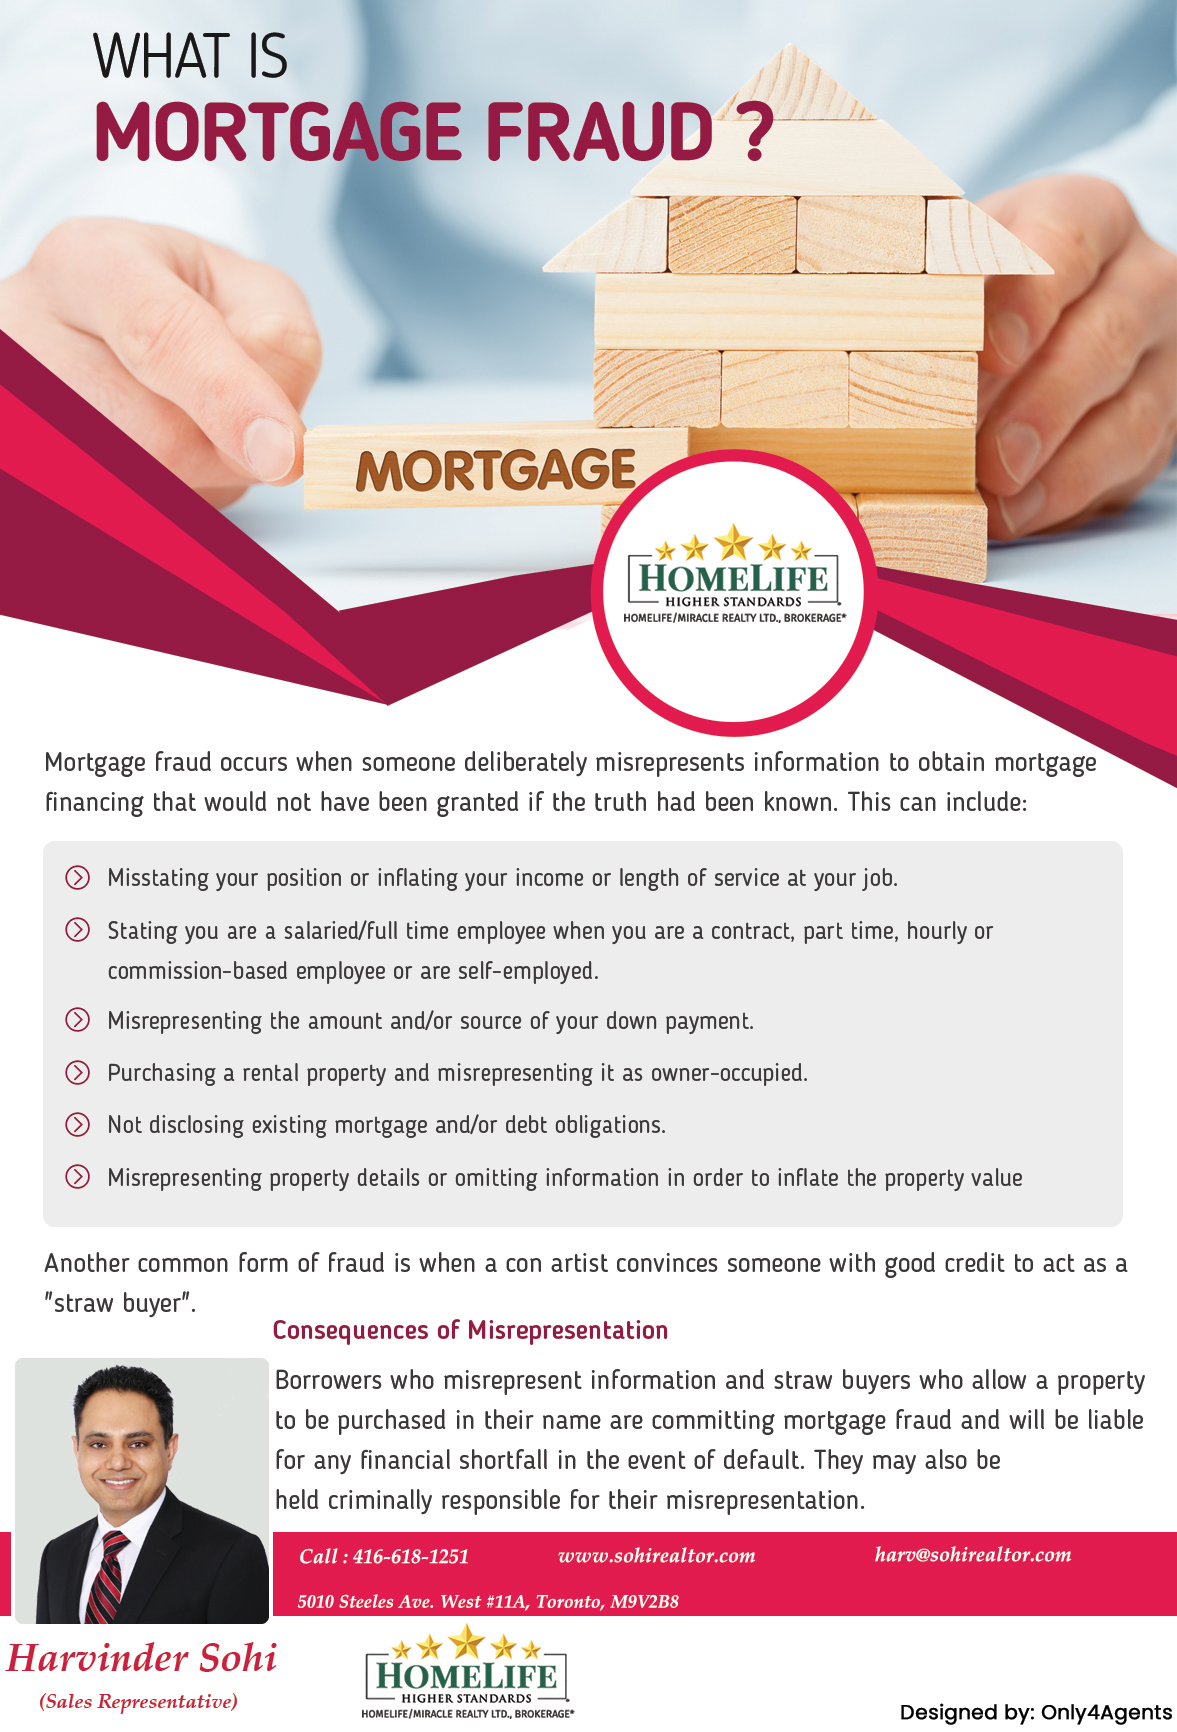 WHAT IS
MORTGAGE FRAUD ?
MORTGAGE
HOMELIFE
HIGHER STANDARDS
HOMELIFE/MIRACLE REALTY LTD., BROKERAGE*
Mortgage fraud occurs when someone deliberately misrepresents information to obtain mortgage
financing that would not have been granted if the truth had been known. This can include:
Misstating your position or inflating your income or length of service at your job.
Stating you are a salaried/full time employee when you are a contract, part time, hourly or
commission-based employee or are self-employed.
Misrepresenting the amount and/or source of your down payment.
Purchasing a rental property and misrepresenting it as owner-occupied.
Not disclosing existing mortgage and/or debt obligations.
Misrepresenting property details or omitting information in order to inflate the property value
Another common form of fraud is when a con artist convinces someone with good credit to act as a
"straw buyer".
Consequences of Misrepresentation
Borrowers who misrepresent information and straw buyers who allow a property
to be purchased in their name are committing mortgage fraud and will be liable
for any financial shortfall in the event of default. They may also be
held criminally responsible for their misrepresentation.
Call : 416-618-1251 www.sohirealtor.com harv@sohirealtor.com
5010 Steeles Ave. West #11A, Toronto, M9V2B8
Harvinder Sohi
(Sales Representative)
HOMELIFE
HIGHER STANDARDS
HOMELIFE/MIRACLE REALTY LTD., BROKERAGE*
Designed by: Only4Agents